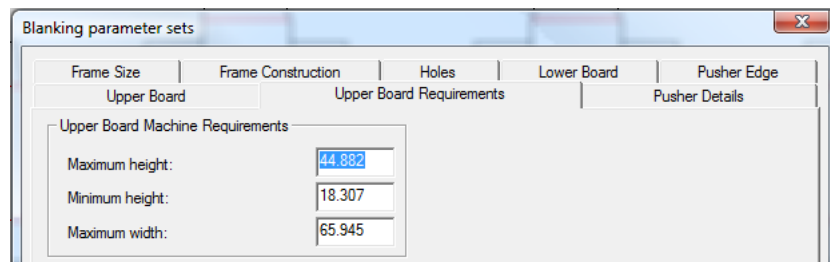 Blanking parameter sets
Frame Size Frame Construction Holes Lower Board Pusher Edge
Upper Board Upper Board Requirements Pusher Details
Upper Board Machine Requirements
Maximum height: 44.882
Minimum height: 18.307
Maximum width: 65.945